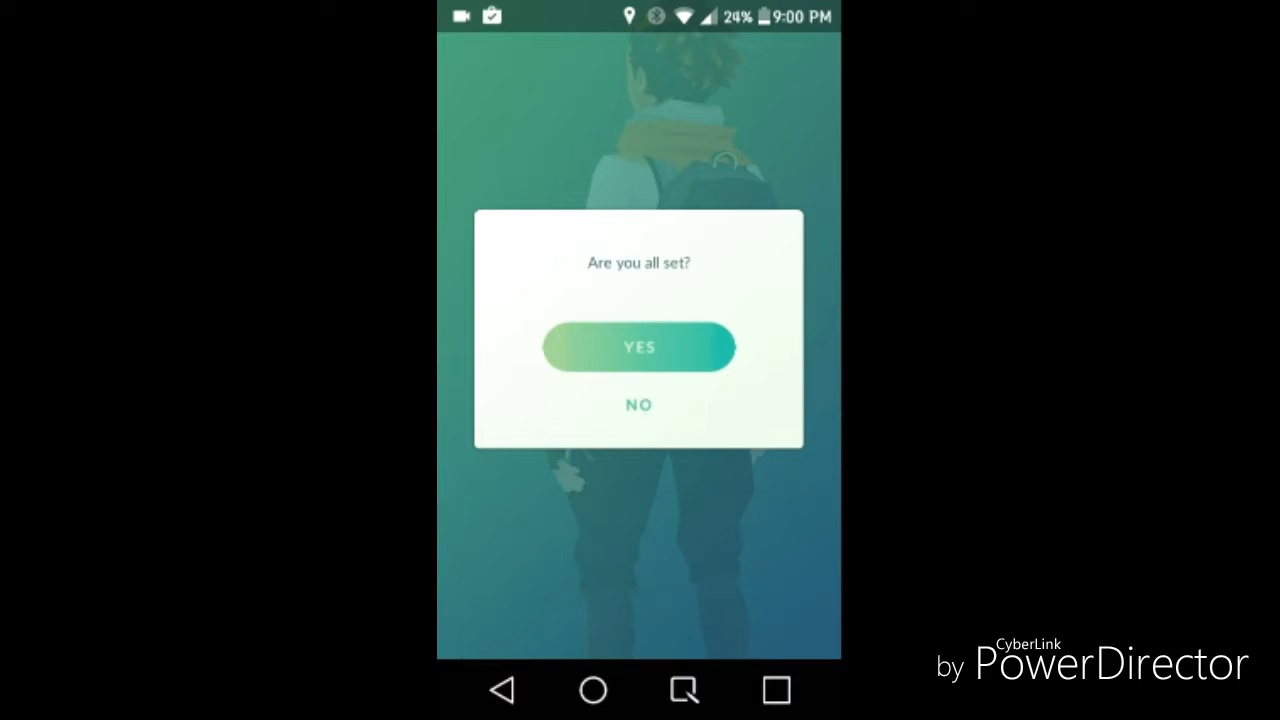 24% 9:00 PM
Are you all set?
YES
NO
CyberLink
by PowerDirector